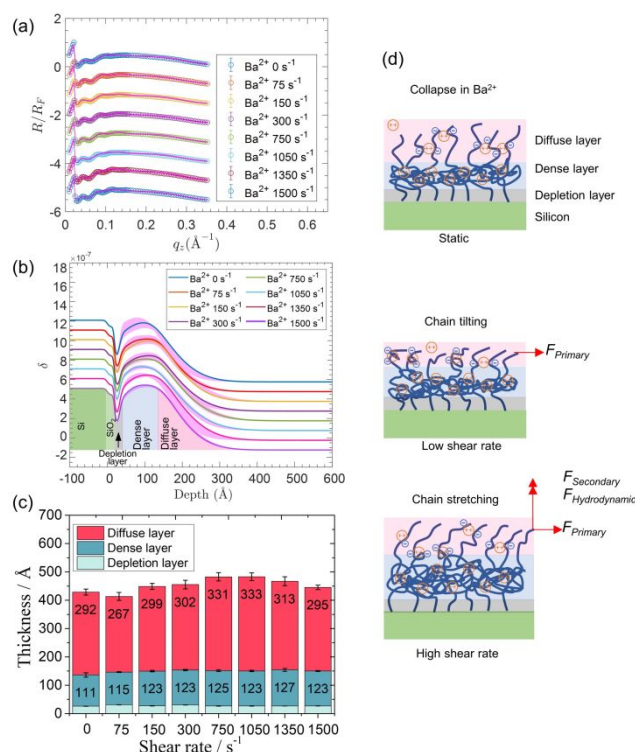 (a)
R/R_F
0
-2
-4
-6
0 0.1 0.2 0.3 0.4 0.5 0.6
q_z(Å⁻¹)
Ba²⁺ 0 s⁻¹
Ba²⁺ 75 s⁻¹
Ba²⁺ 150 s⁻¹
Ba²⁺ 300 s⁻¹
Ba²⁺ 750 s⁻¹
Ba²⁺ 1050 s⁻¹
Ba²⁺ 1350 s⁻¹
Ba²⁺ 1500 s⁻¹
(b)
×10⁻⁷
18
16
14
12
10
8
6
4
2
0
-2
δ
Ba²⁺ 0 s⁻¹ Ba²⁺ 750 s⁻¹
Ba²⁺ 75 s⁻¹ Ba²⁺ 1050 s⁻¹
Ba²⁺ 150 s⁻¹ Ba²⁺ 1350 s⁻¹
Ba²⁺ 300 s⁻¹ Ba²⁺ 1500 s⁻¹
Si
SiO₂
Depletion
layer
Dense
layer
Diffuse
layer
-100 0 100 200 300 400 500 600
Depth (Å)
(c)
Thickness / Å
700
600
500
400
300
200
100
0
Diffuse layer
Dense layer
Depletion layer
292 267 299 302 331 333 313 295
111 115 123 123 125 123 127 123
0 75 150 300 750 1050 1350 1500
Shear rate / s⁻¹
(d)
Collapse in Ba²⁺
Diffuse layer
Dense layer
Depletion layer
Silicon
Static
Chain tilting
F_Primary
Low shear rate
Chain stretching
F_Secondary
F_Hydrodynamic
F_Primary
High shear rate